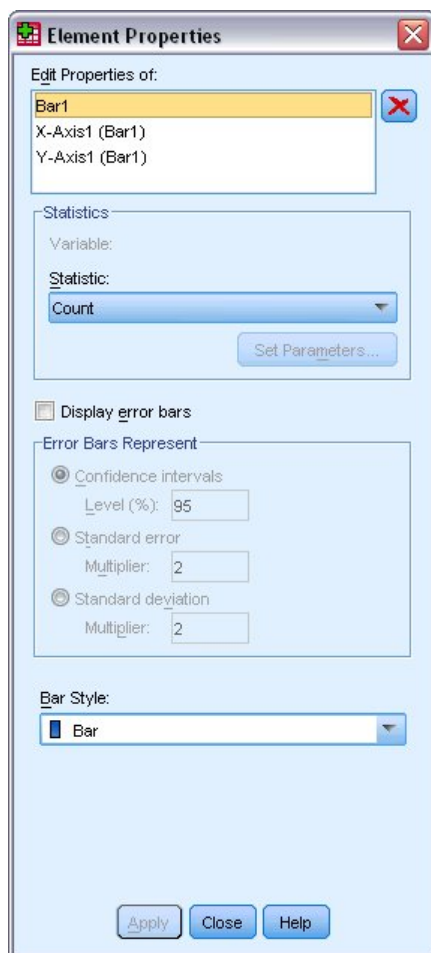 Element Properties
Edit Properties of:
Bar1
X-Axis1 (Bar1)
Y-Axis1 (Bar1)
Statistics
Variable:
Statistic:
Count
Set Parameters...
Display error bars
Error Bars Represent
Confidence intervals
Level (%): 95
Standard error
Multiplier: 2
Standard deviation
Multiplier: 2
Bar Style:
Bar
Apply Close Help